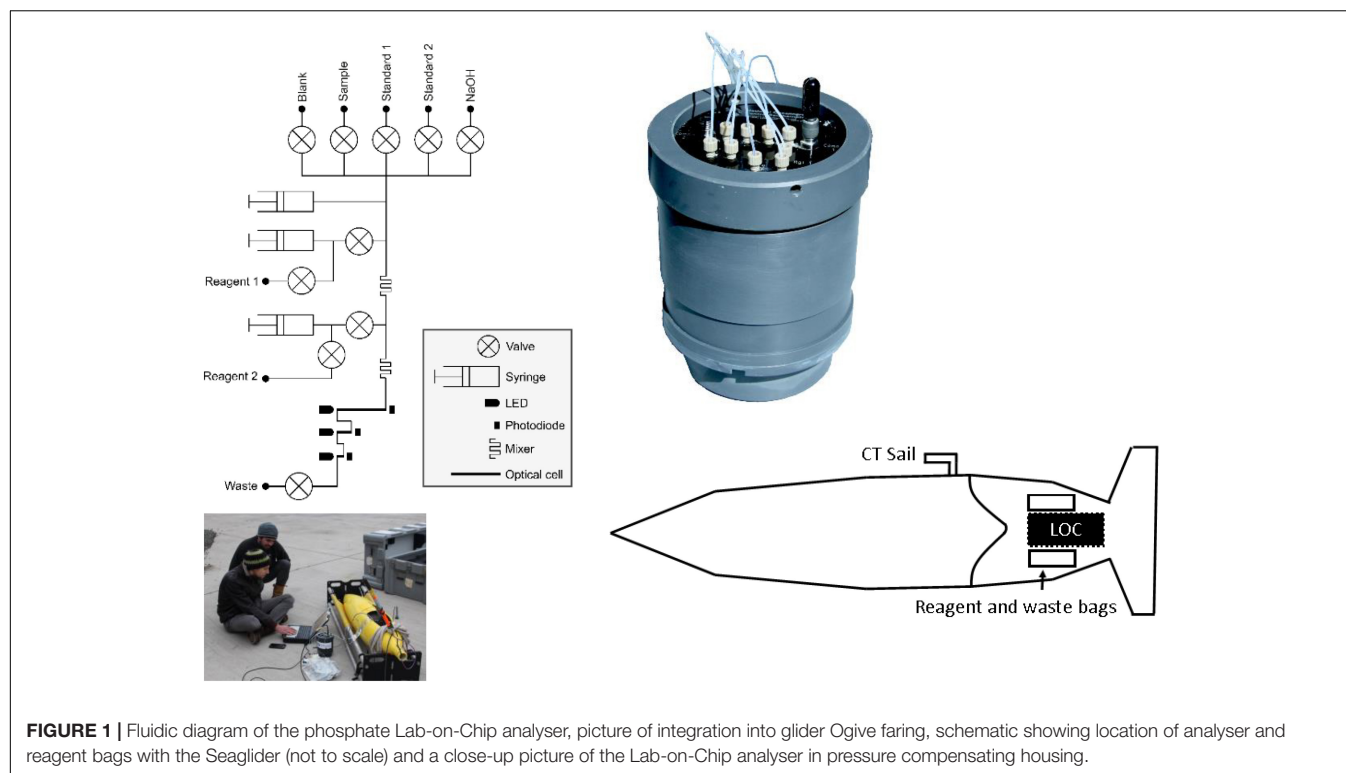 Blank
Sample
Standard 1
Standard 2
NaOH
Reagent 1
Reagent 2
Waste
Valve
Syringe
LED
Photodiode
Mixer
Optical cell
CT Sail
LOC
Reagent and waste bags
FIGURE 1 | Fluidic diagram of the phosphate Lab-on-Chip analyser, picture of integration into glider Ogive faring, schematic showing location of analyser and
reagent bags with the Seaglider (not to scale) and a close-up picture of the Lab-on-Chip analyser in pressure compensating housing.